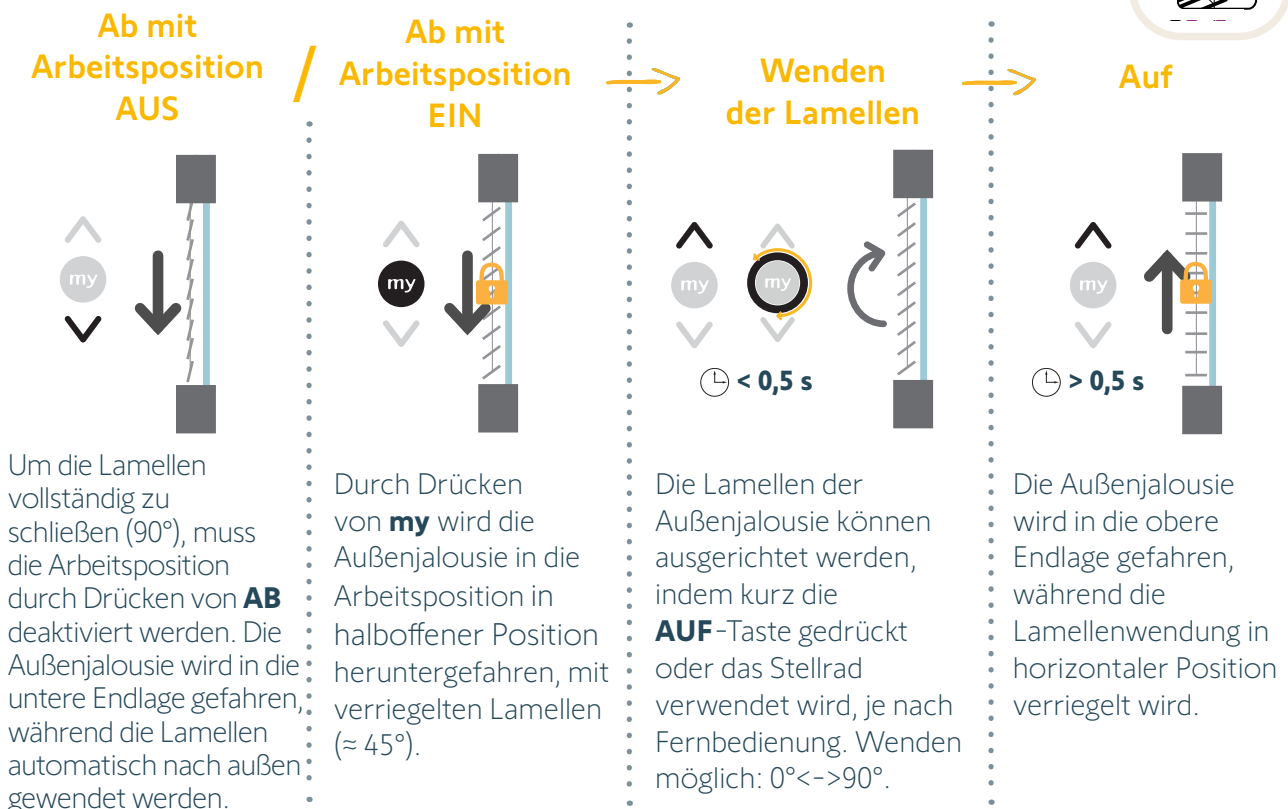 Ab mit
Arbeitsposition
AUS
/
Ab mit
Arbeitsposition
EIN
Wenden
der Lamellen
Auf
my
my
my
my
< 0,5 s
my
> 0,5 s
Um die Lamellen
vollständig zu
schließen (90°), muss
die Arbeitsposition
durch Drücken von AB
deaktiviert werden. Die
Außenjalousie wird in die
untere Endlage gefahren,
während die Lamellen
automatisch nach außen
gewendet werden.
Durch Drücken
von my wird die
Außenjalousie in die
Arbeitsposition in
halboffener Position
heruntergefahren, mit
verriegelten Lamellen
(≈ 45°).
Die Lamellen der
Außenjalousie können
ausgerichtet werden,
indem kurz die
AUF-Taste gedrückt
oder das Stellrad
verwendet wird, je nach
Fernbedienung. Wenden
möglich: 0°<->90°.
Die Außenjalousie
wird in die obere
Endlage gefahren,
während die
Lamellenwendung in
horizontaler Position
verriegelt wird.